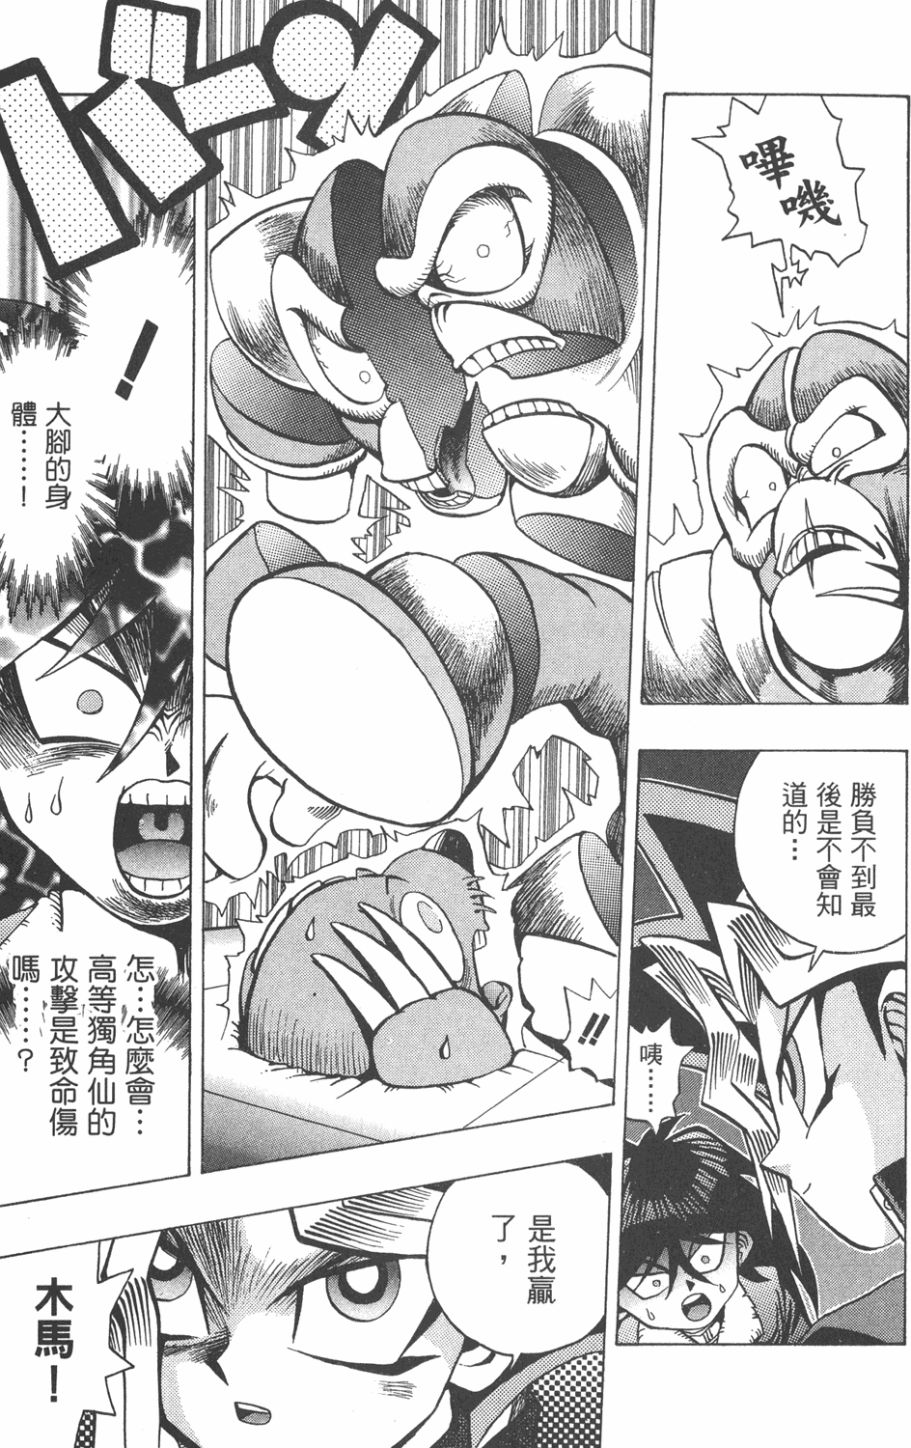 嗶
嘰
勝負不到最
後是不會知
道的…
咦……
!!
バーン
!
大腳的身
體……!
怎…怎麼會…
高等獨角仙的
攻擊是致命傷
嗎……?
是我贏
了，
木馬!